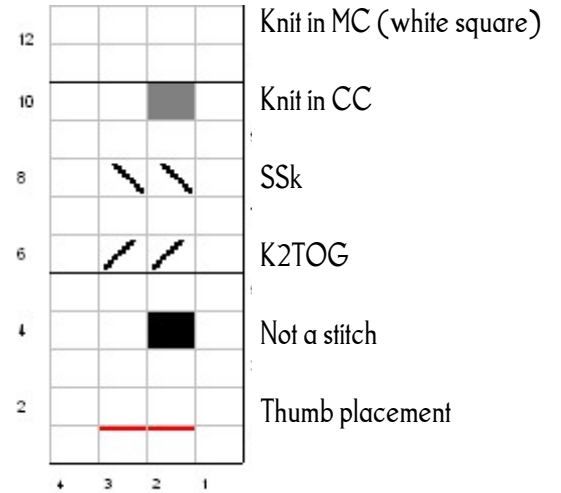 Knit in MC (white square)
12
10
Knit in CC
8
SSk
6
K2TOG
4
Not a stitch
2
Thumb placement
4 3 2 1